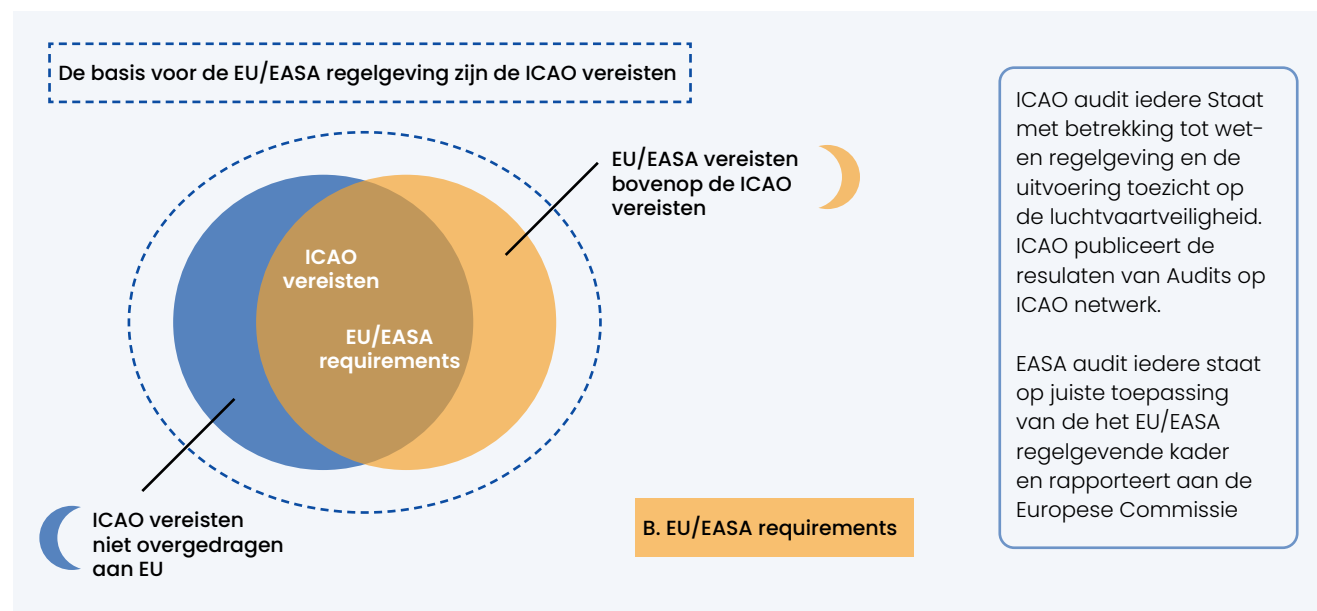 De basis voor de EU/EASA regelgeving zijn de ICAO vereisten
EU/EASA vereisten
bovenop de ICAO
vereisten
ICAO
vereisten
EU/EASA
requirements
ICAO vereisten
niet overgedragen
aan EU
B. EU/EASA requirements
ICAO audit iedere Staat
met betrekking tot wet-
en regelgeving en de
uitvoering toezicht op
de luchtvaartveiligheid.
ICAO publiceert de
resulaten van Audits op
ICAO netwerk.
EASA audit iedere staat
op juiste toepassing
van de het EU/EASA
regelgevende kader
en rapporteert aan de
Europese Commissie